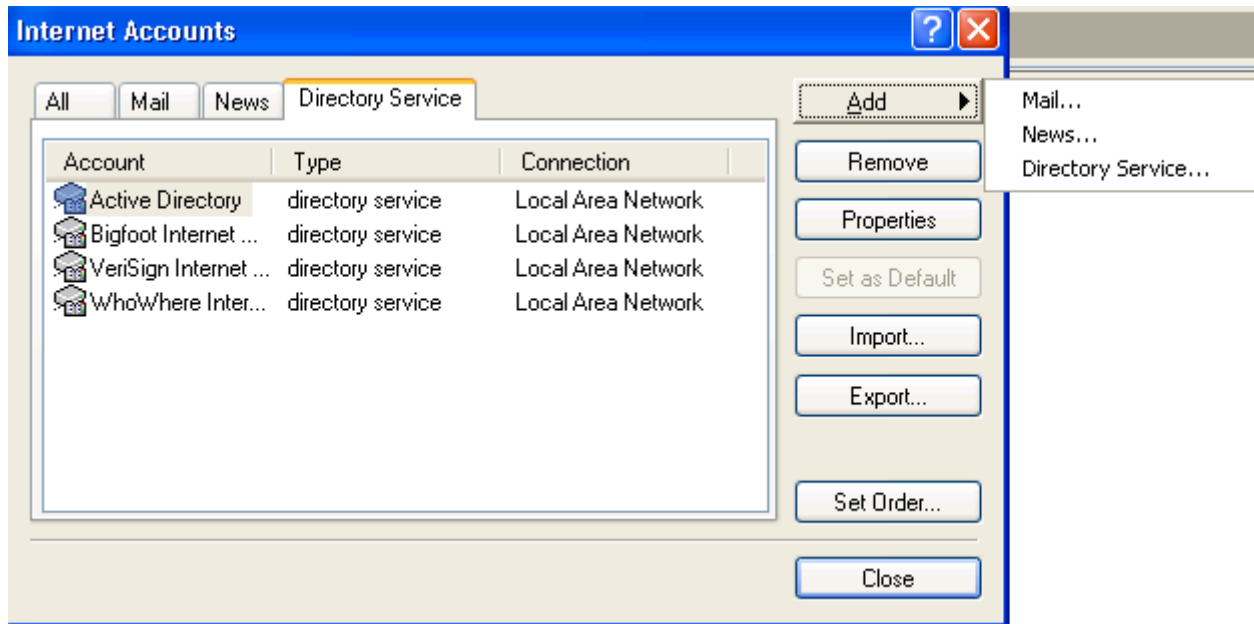 Internet Accounts
All Mail News Directory Service
Add
Mail...
News...
Directory Service...
Account Type Connection
Active Directory directory service Local Area Network
Bigfoot Internet ... directory service Local Area Network
VeriSign Internet ... directory service Local Area Network
WhoWhere Inter... directory service Local Area Network
Remove
Properties
Set as Default
Import...
Export...
Set Order...
Close